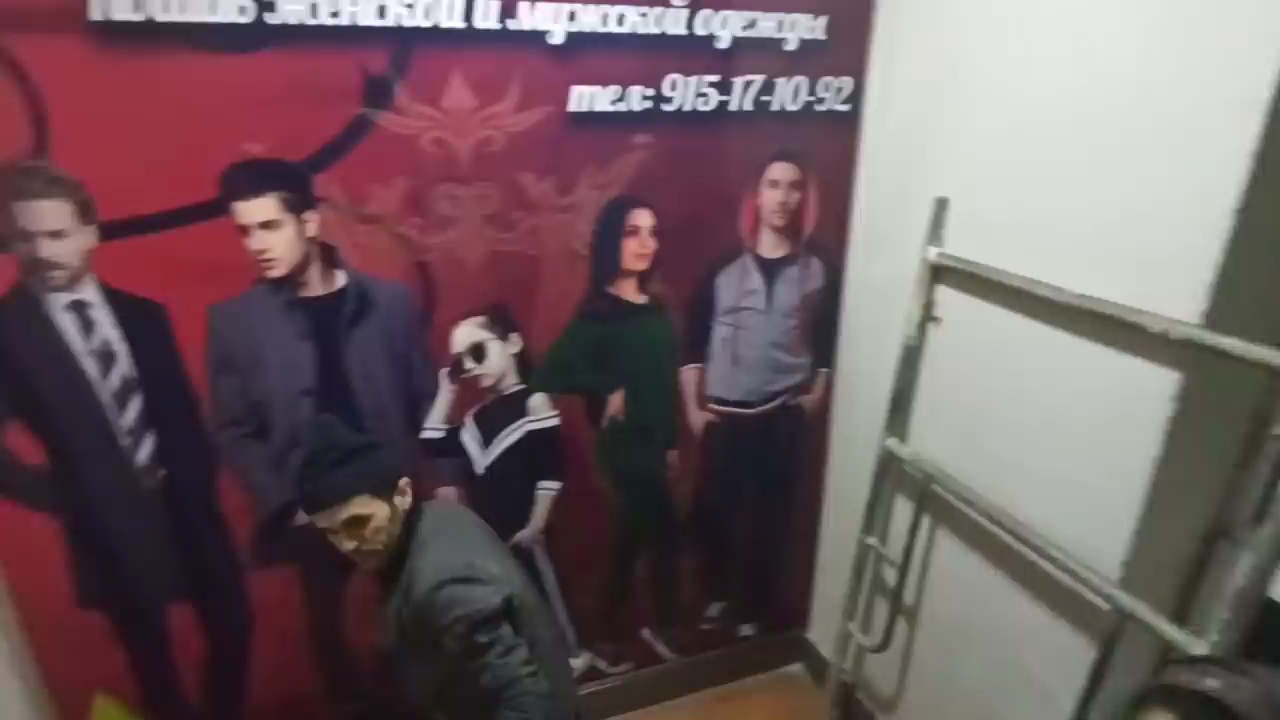 женской и мужской одежды
тел: 915-17-10-92